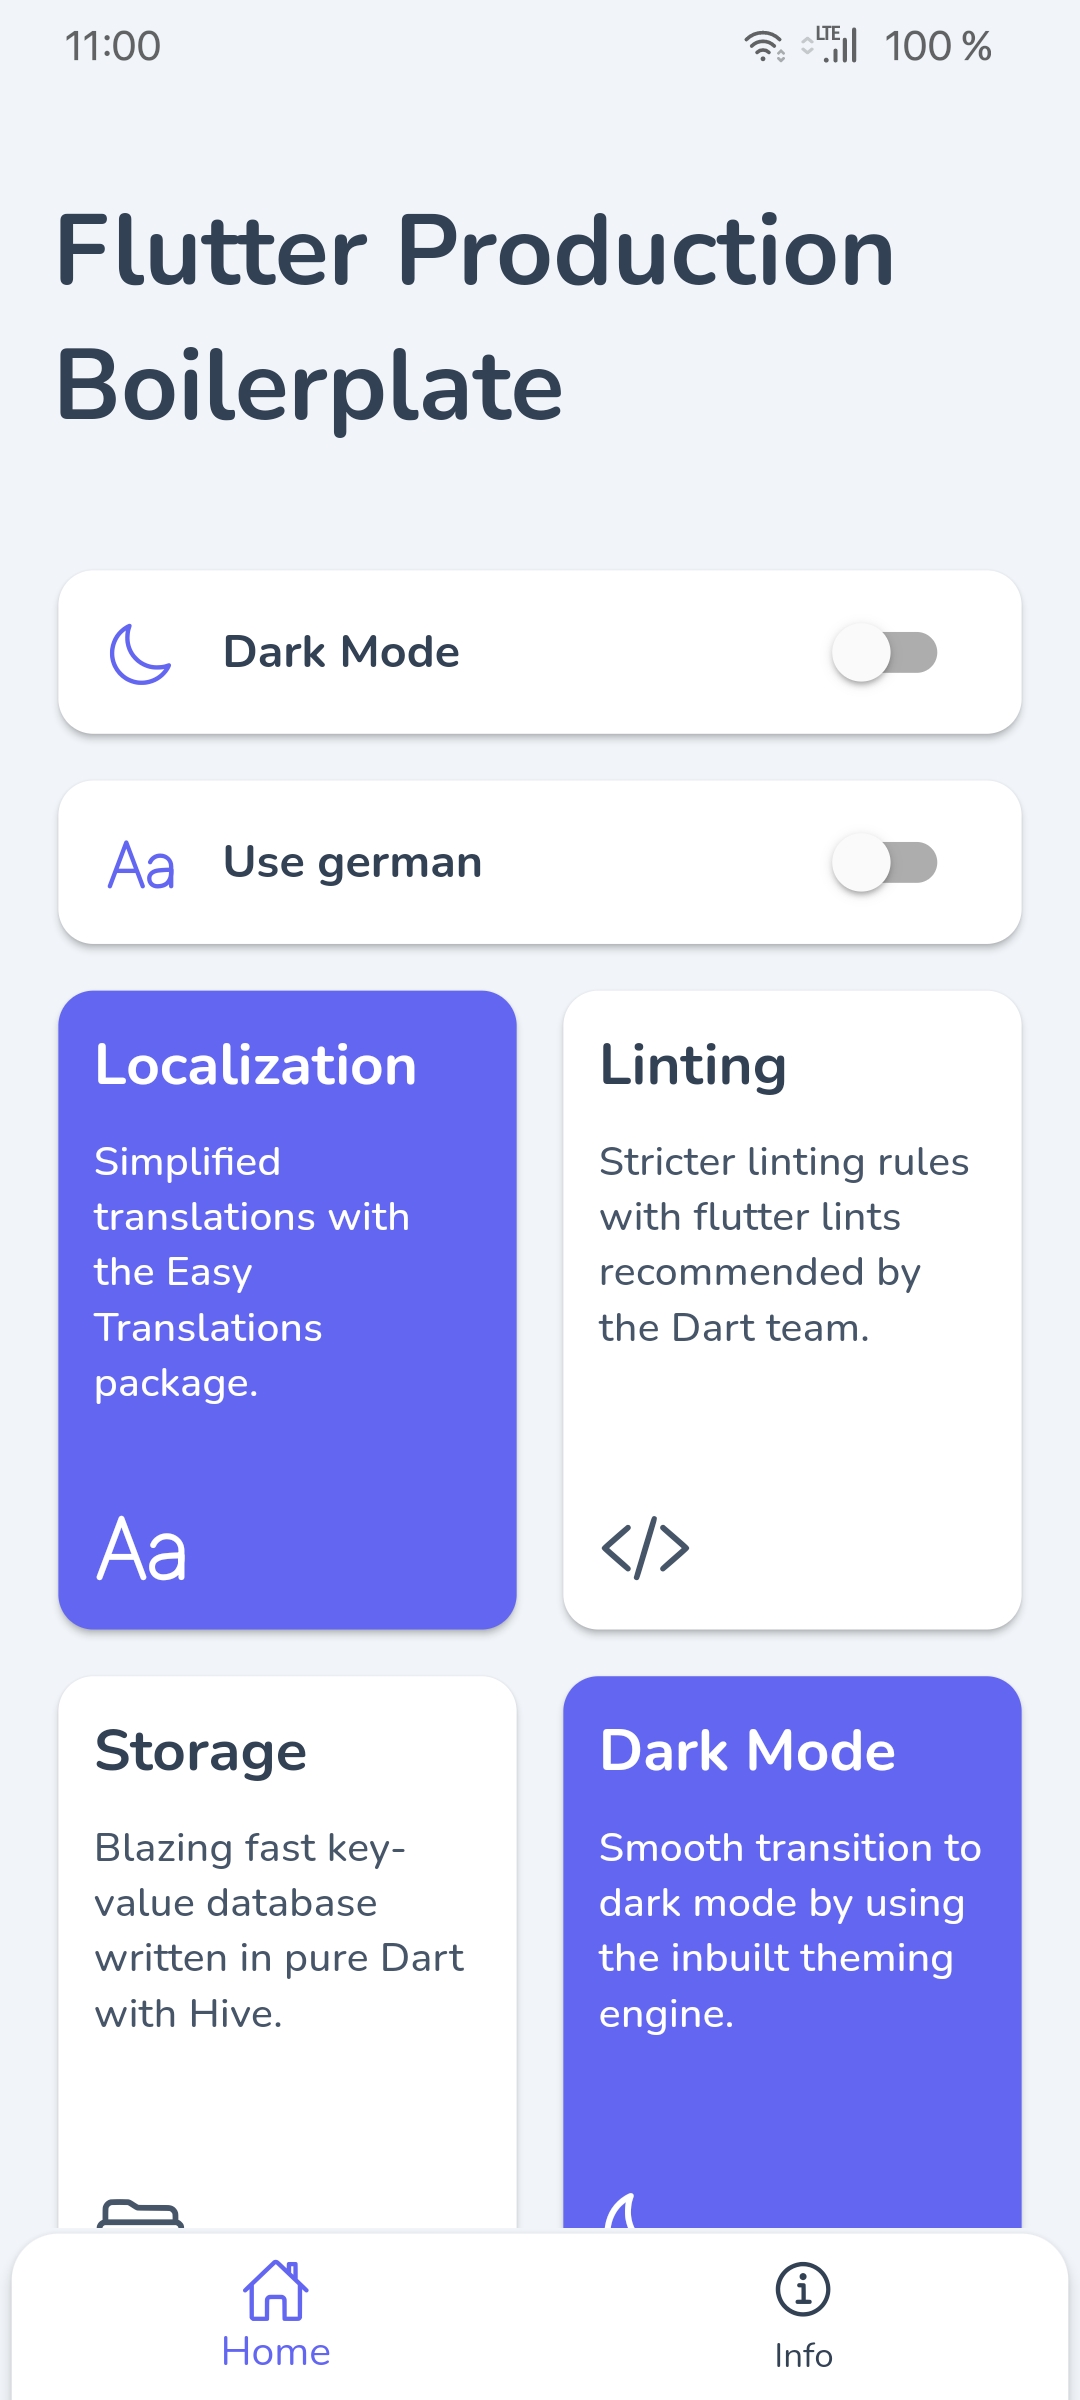 11:00
LTE
100 %
Flutter Production
Boilerplate
Dark Mode
Aa
Use german
Localization
Simplified
translations with
the Easy
Translations
package.
Aa
Linting
Stricter linting rules
with flutter lints
recommended by
the Dart team.
</>
Storage
Blazing fast key-
value database
written in pure Dart
with Hive.
Dark Mode
Smooth transition to
dark mode by using
the inbuilt theming
engine.
Home
Info